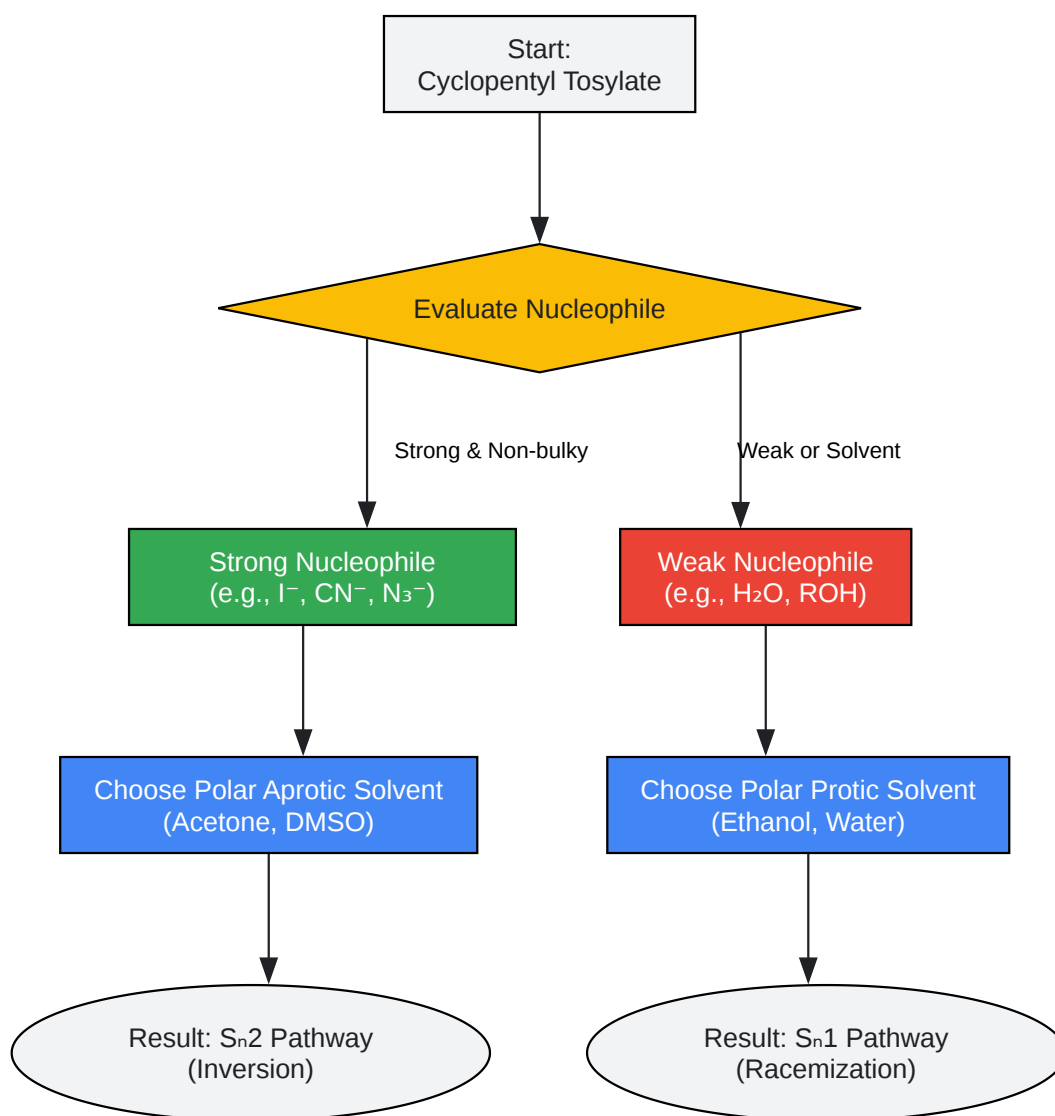 Start:
Cyclopentyl Tosylate
Evaluate Nucleophile
Strong & Non-bulky
Weak or Solvent
Strong Nucleophile
(e.g., I⁻, CN⁻, N₃⁻)
Weak Nucleophile
(e.g., H₂O, ROH)
Choose Polar Aprotic Solvent
(Acetone, DMSO)
Choose Polar Protic Solvent
(Ethanol, Water)
Result: Sₙ2 Pathway
(Inversion)
Result: Sₙ1 Pathway
(Racemization)